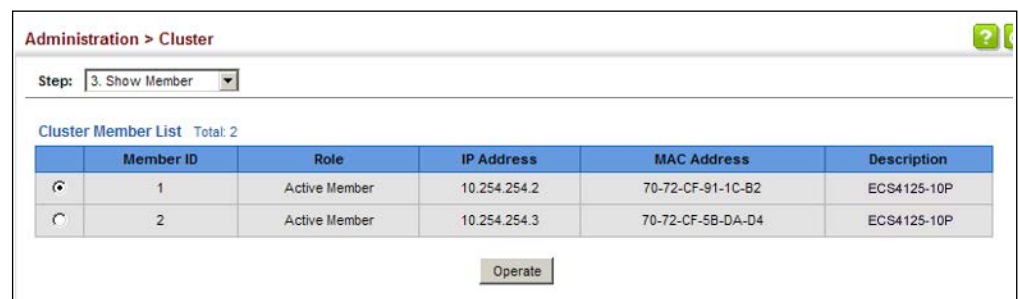 Administration > Cluster
?
Step: 3. Show Member
Cluster Member List Total: 2
Member ID Role IP Address MAC Address Description
1 Active Member 10.254.254.2 70-72-CF-91-1C-B2 ECS4125-10P
2 Active Member 10.254.254.3 70-72-CF-5B-DA-D4 ECS4125-10P
Operate